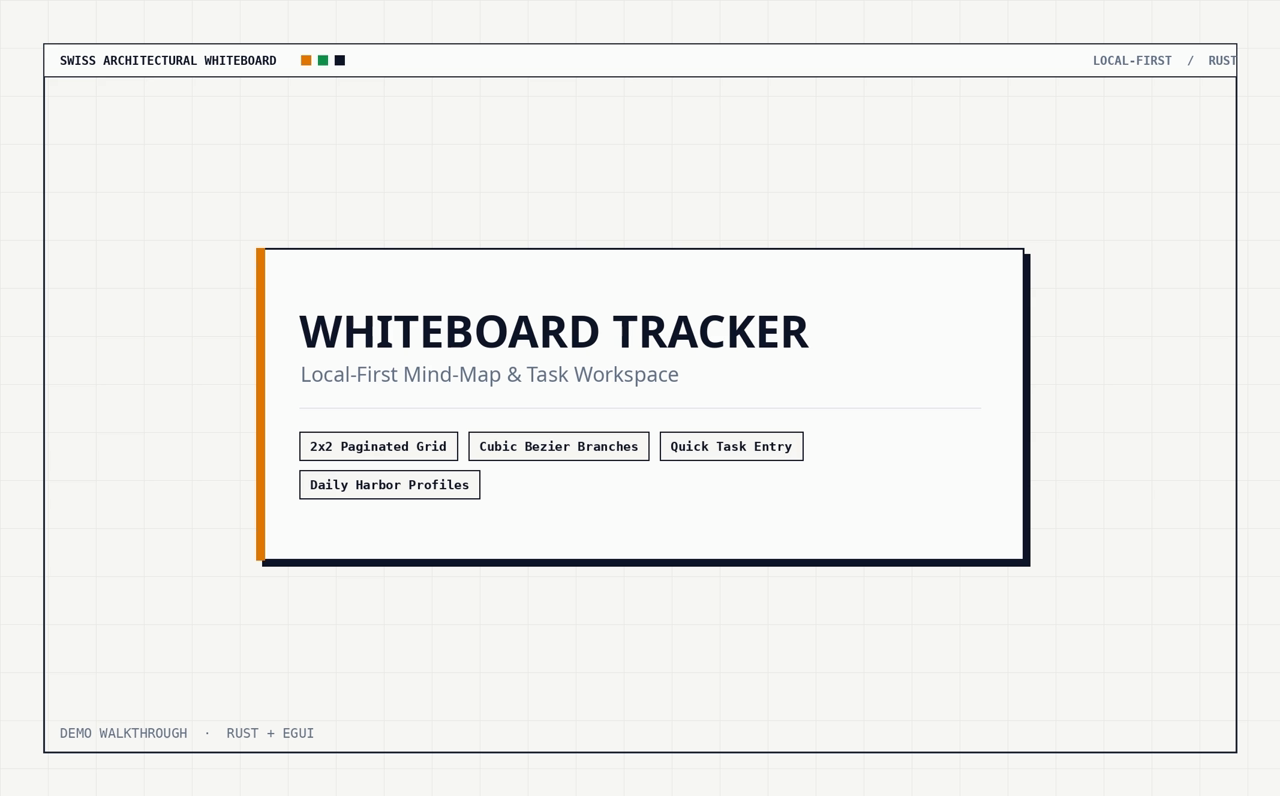 SWISS ARCHITECTURAL WHITEBOARD
LOCAL-FIRST / RUST
WHITEBOARD TRACKER
Local-First Mind-Map & Task Workspace
2x2 Paginated Grid
Cubic Bezier Branches
Quick Task Entry
Daily Harbor Profiles
DEMO WALKTHROUGH · RUST + EGUI